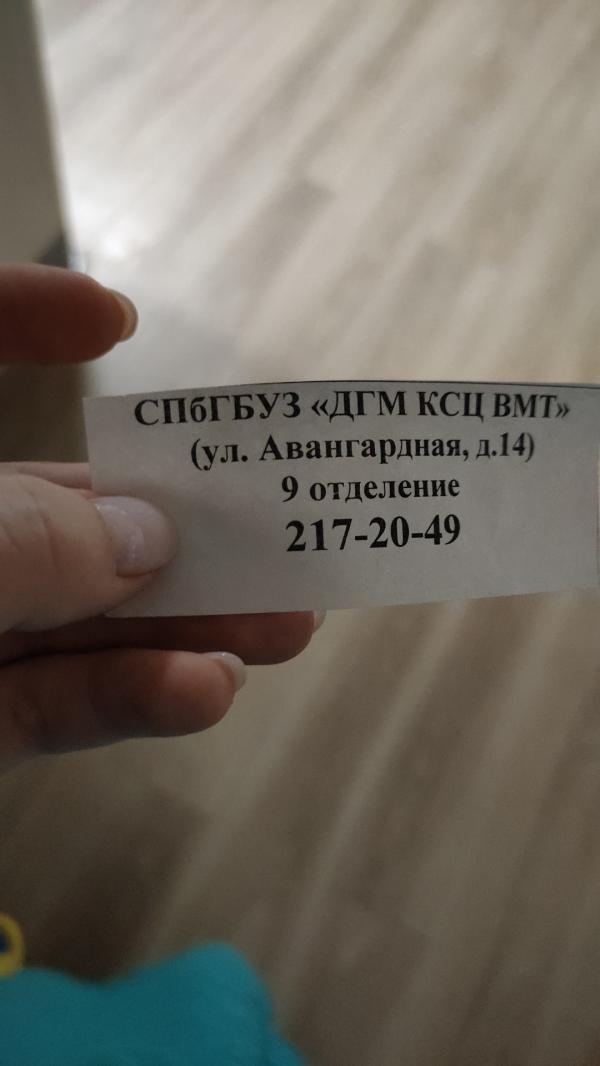 СПбГБУЗ «ДГМ КСЦ ВМТ»
(ул. Авангардная, д.14)
9 отделение
217-20-49